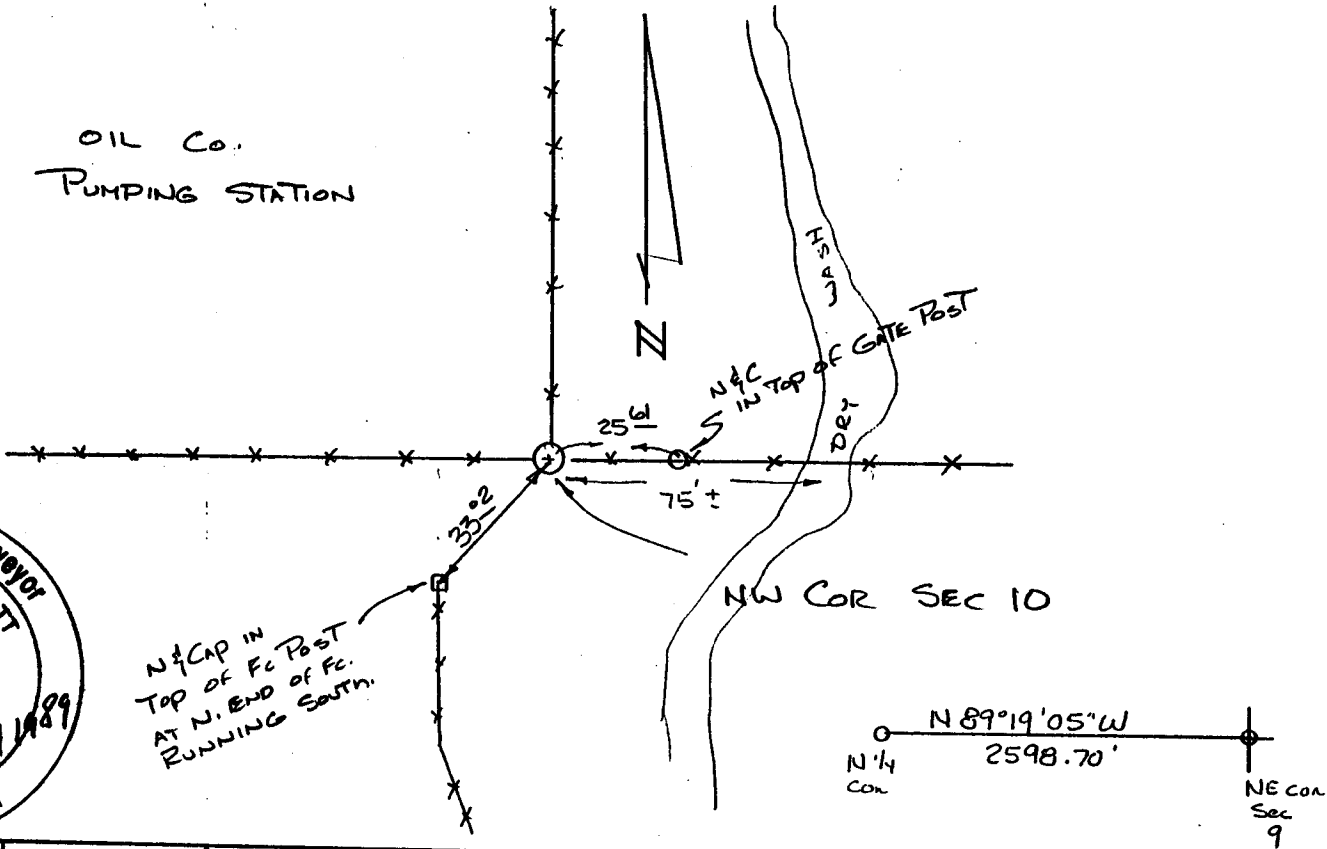 OIL Co.
PUMPING STATION
N
WASH
DRY
N&C
IN TOP OF GATE POST
25 61
75' ±
33 02
NW COR SEC 10
N&CAP IN
TOP OF Fc POST
AT N. END OF Fc.
RUNNING SOUTH.
N 89°19'05"W
2598.70'
N 1/4
COR
NE COR
SEC
9
1989